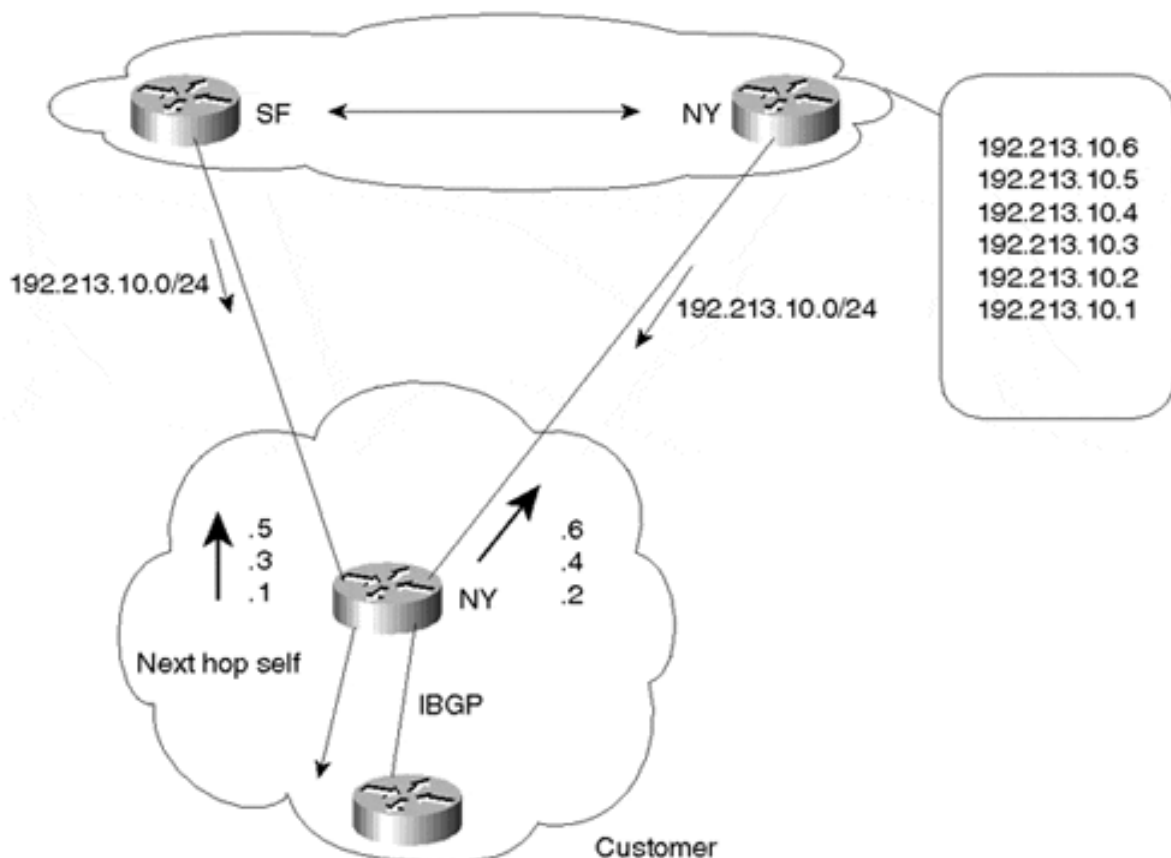 SF
NY
192.213.10.6
192.213.10.5
192.213.10.4
192.213.10.3
192.213.10.2
192.213.10.1
192.213.10.0/24
192.213.10.0/24
.5
.3
.1
.6
.4
.2
NY
Next hop self
IBGP
Customer